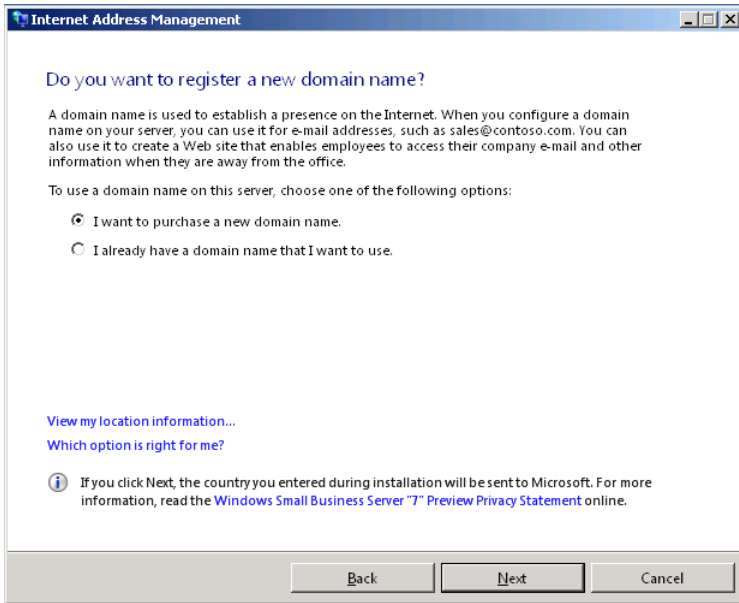 Internet Address Management
Do you want to register a new domain name?
A domain name is used to establish a presence on the Internet. When you configure a domain
name on your server, you can use it for e-mail addresses, such as sales@contoso.com. You can
also use it to create a Web site that enables employees to access their company e-mail and other
information when they are away from the office.
To use a domain name on this server, choose one of the following options:
I want to purchase a new domain name.
I already have a domain name that I want to use.
View my location information...
Which option is right for me?
If you click Next, the country you entered during installation will be sent to Microsoft. For more
information, read the Windows Small Business Server "7" Preview Privacy Statement online.
Back Next Cancel